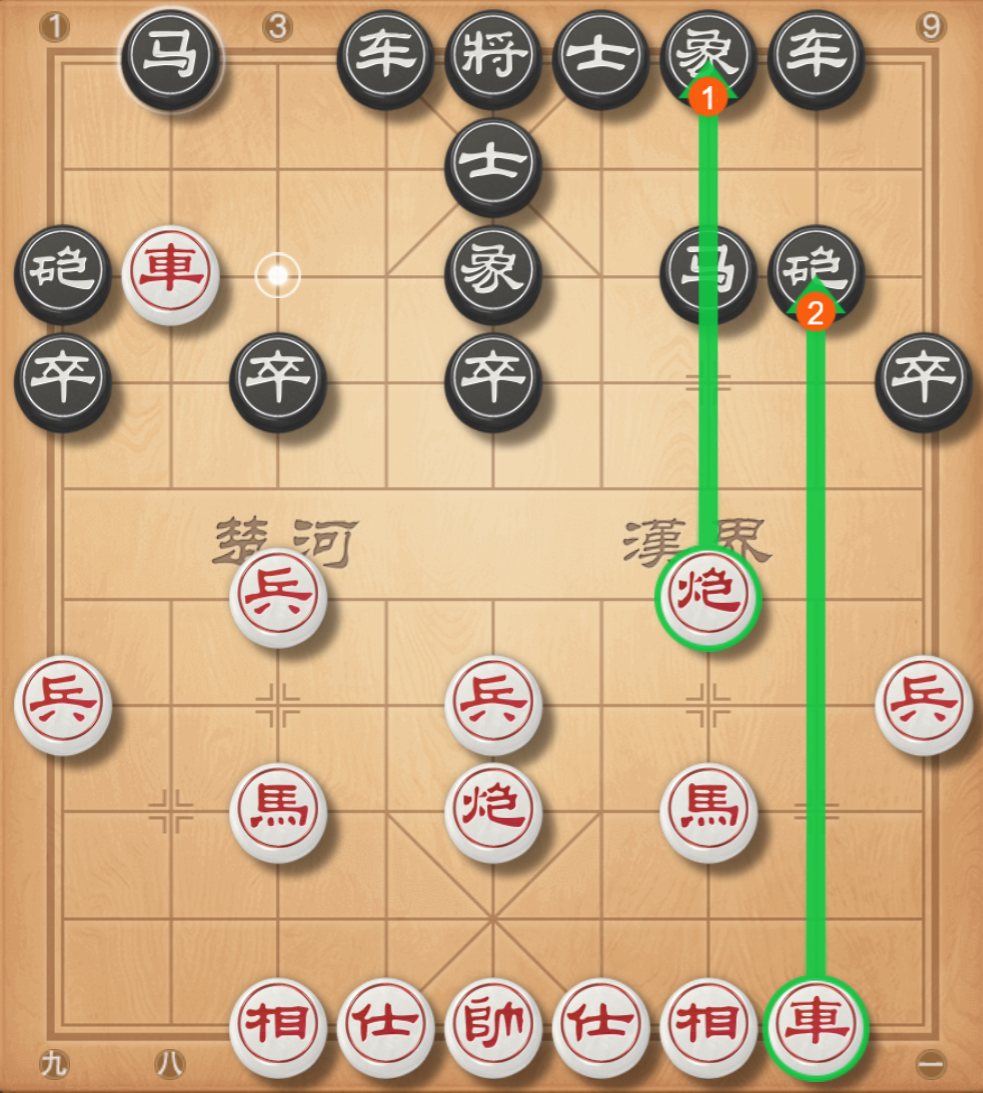 1 3 9
马 车 將 士 象 车
1
士
砲 車 象 马 砲
2
卒 卒 卒 卒
楚河 漢界
兵 炮
兵 兵 兵
馬 炮 馬
相 仕 帥 仕 相 車
九 八 一